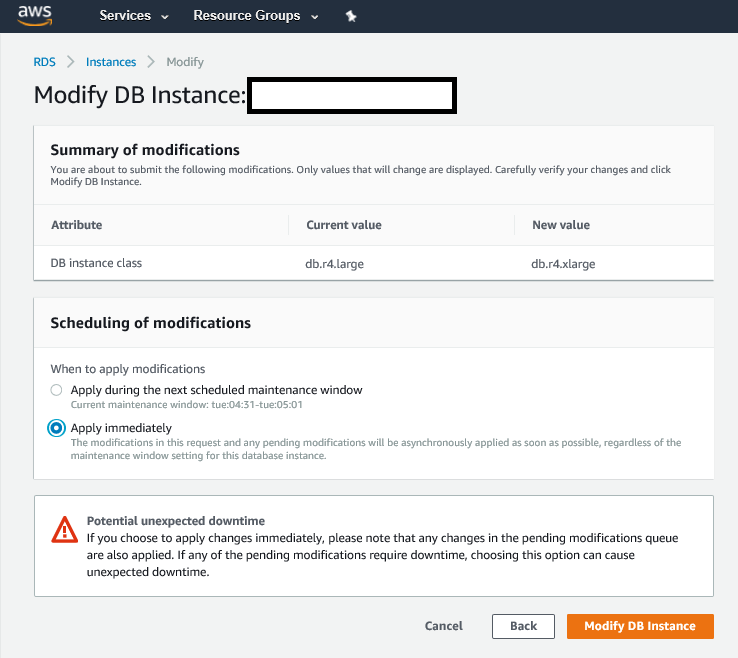 aws
Services Resource Groups
RDS Instances Modify
Modify DB Instance:
Summary of modifications
You are about to submit the following modifications. Only values that will change are displayed. Carefully verify your changes and click
Modify DB Instance.
Attribute Current value New value
DB instance class db.r4.large db.r4.xlarge
Scheduling of modifications
When to apply modifications
Apply during the next scheduled maintenance window
Current maintenance window: tue:04:31-tue:05:01
Apply immediately
The modifications in this request and any pending modifications will be asynchronously applied as soon as possible, regardless of the
maintenance window setting for this database instance.
Potential unexpected downtime
If you choose to apply changes immediately, please note that any changes in the pending modifications queue
are also applied. If any of the pending modifications require downtime, choosing this option can cause
unexpected downtime.
Cancel Back Modify DB Instance